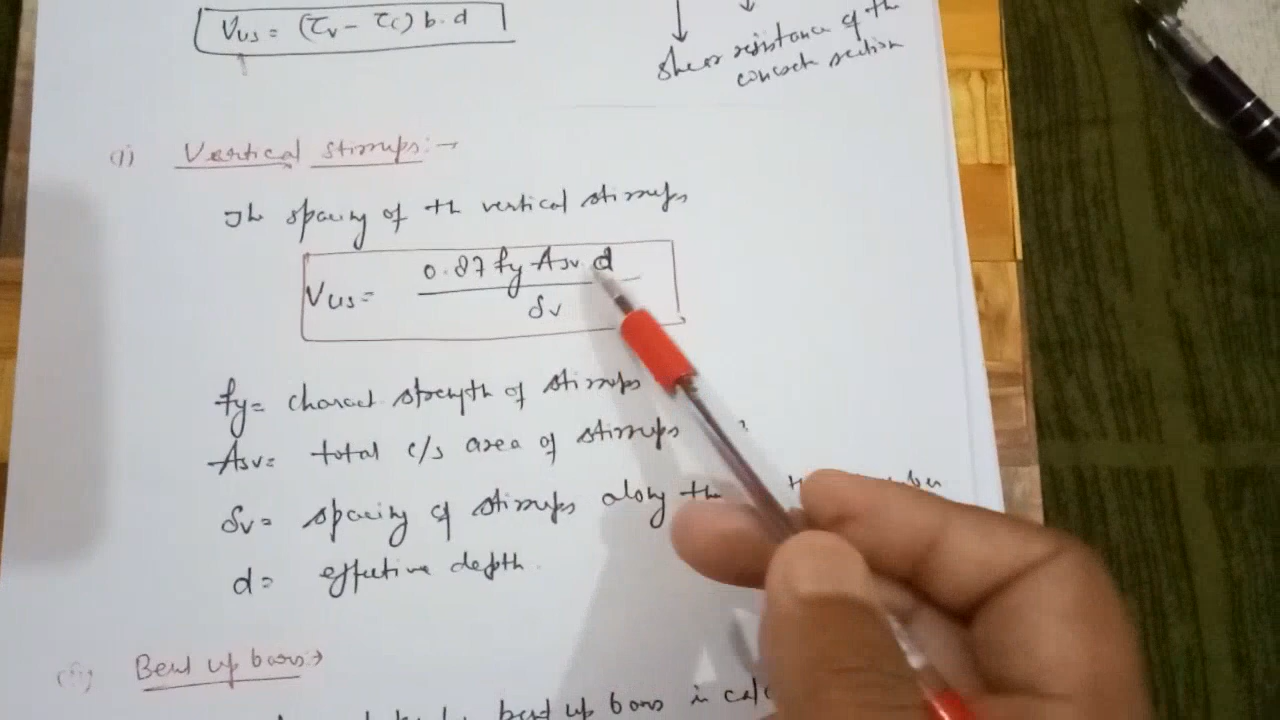 Vus = (τv - τc) b.d
shear resistance of the
concrete section
(i) Vertical stirrups:→
The spacing of th vertical stirrups
Vus = 0.87 fy Asv. d / Sv
fy= charact. strength of stirrups
Asv= total c/s area of stirrups
Sv= spacing of stirrups along the
d= effective depth.
Bent up bars:→
bent up bars is